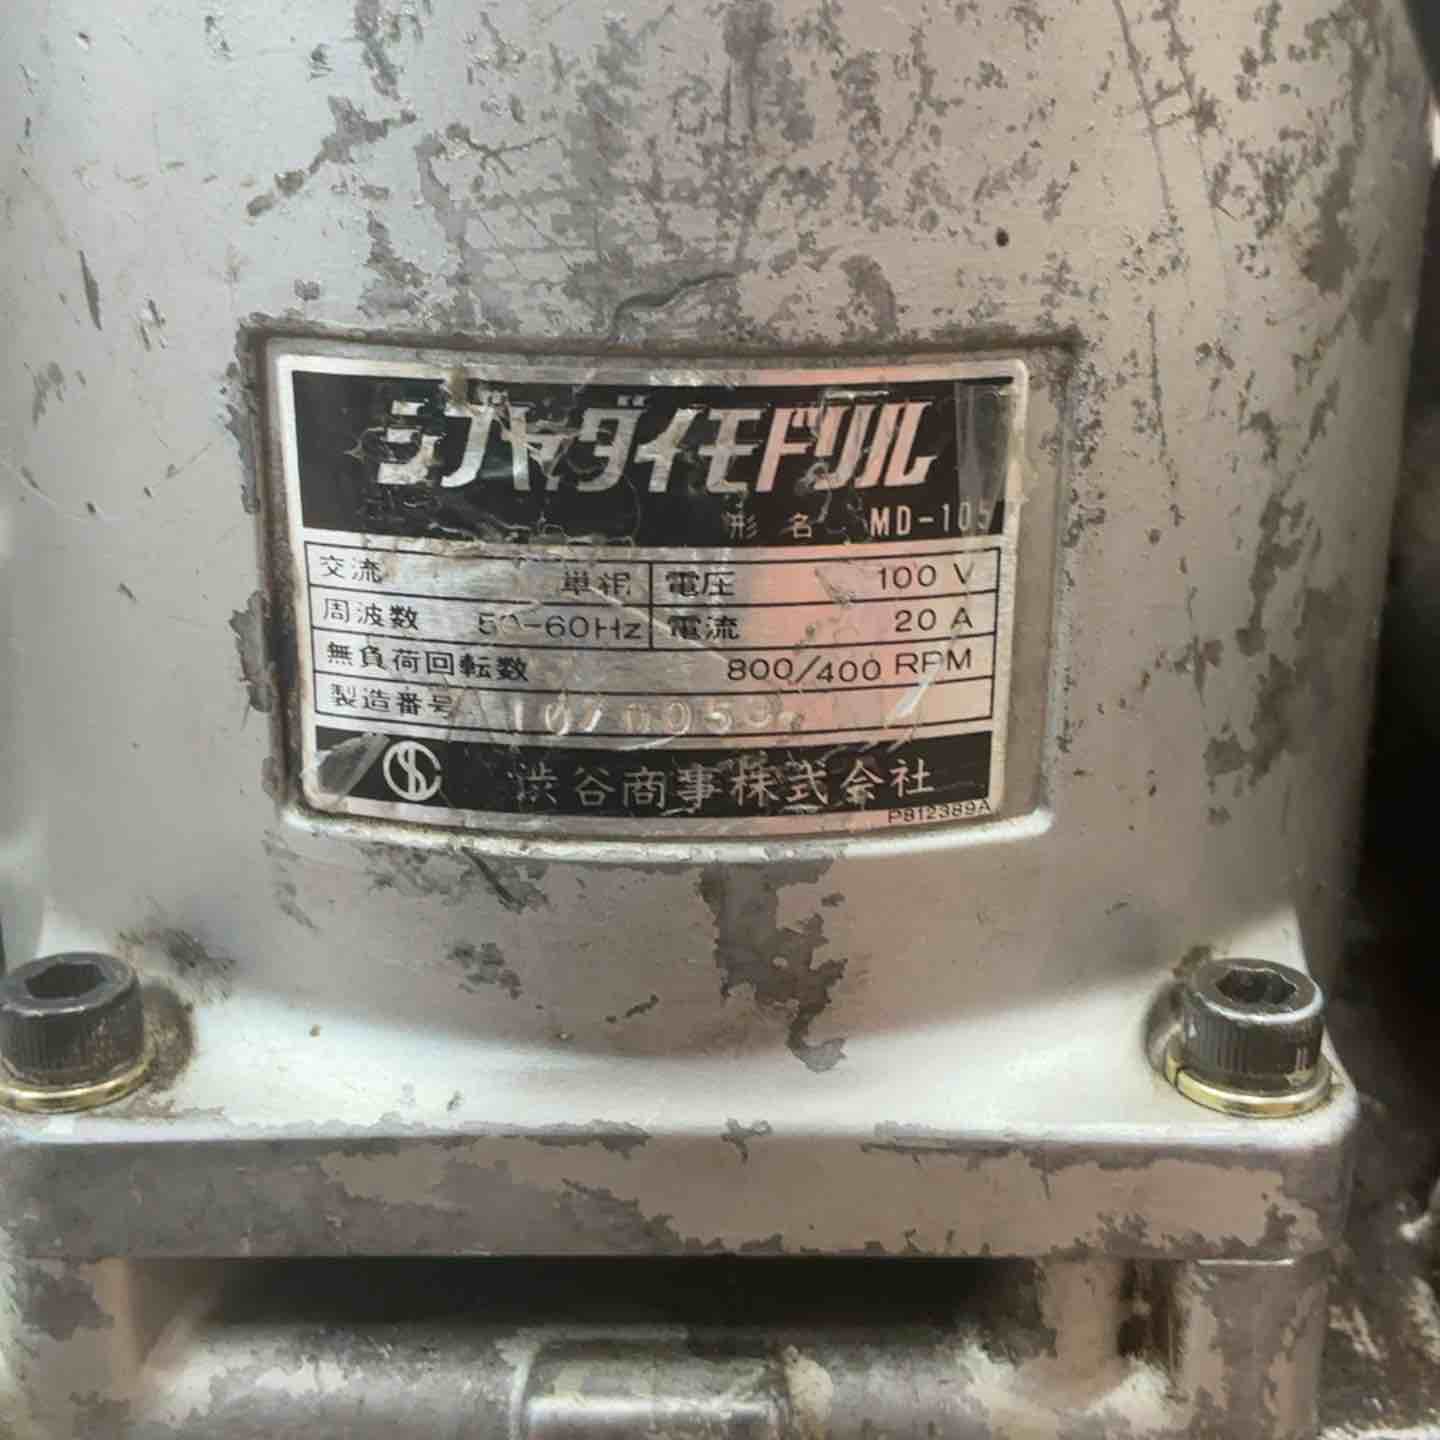 シブヤダイモドリル
形名 MD-105
交流 単相 電圧 100 V
周波数 50-60Hz 電流 20 A
無負荷回転数 800/400 RPM
製造番号
渋谷商事株式会社
P812389A